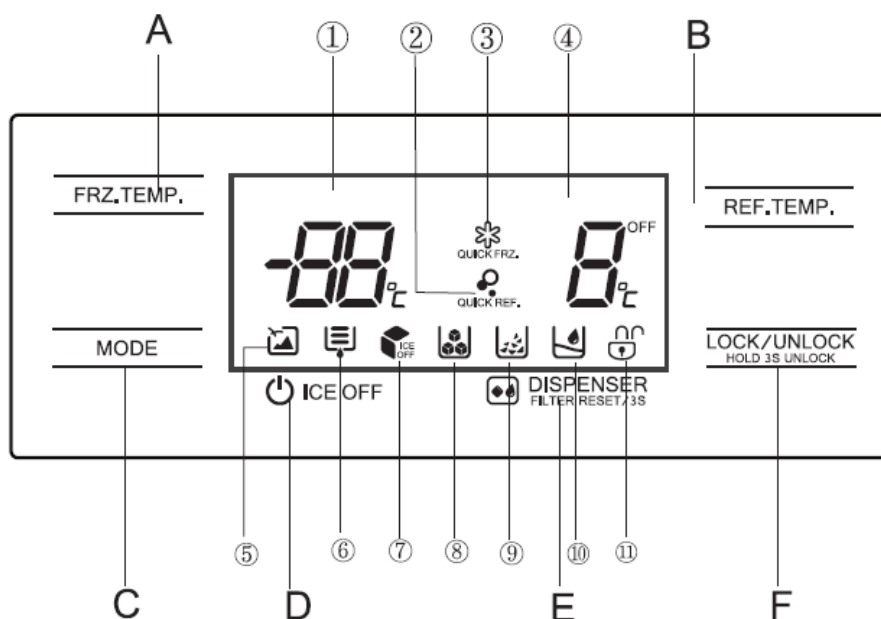 A
①
②
③
④
B
FRZ.TEMP.
-88°C
QUICK FRZ.
QUICK REF.
8°C
OFF
REF.TEMP.
MODE
ICE OFF
LOCK/UNLOCK
HOLD 3S UNLOCK
ICE OFF
DISPENSER
FILTER RESET/3S
⑤
⑥
⑦
⑧
⑨
⑩
⑪
C
D
E
F